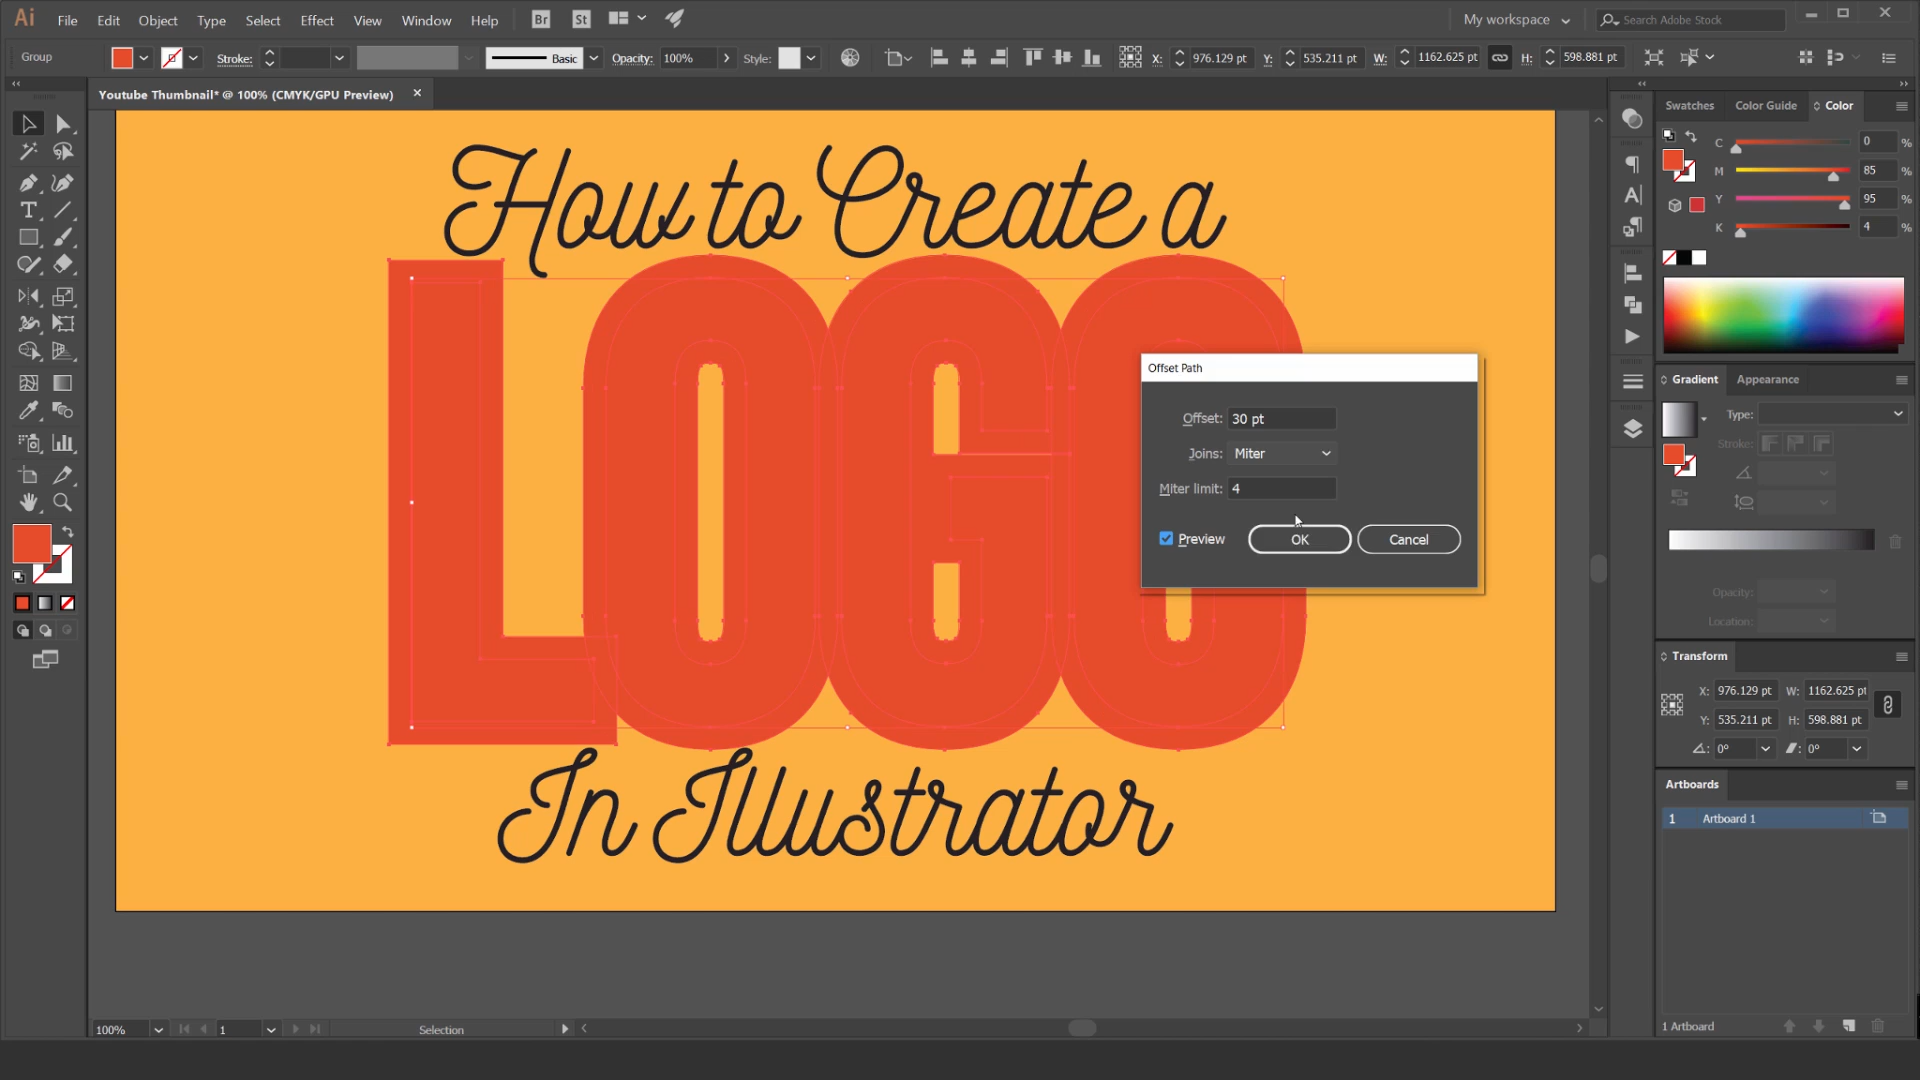 Ai File Edit Object Type Select Effect View Window Help Br St My workspace Search Adobe Stock
Group Stroke: Basic Opacity: 100% Style: X: 976.129 pt Y: 535.211 pt W: 1162.625 pt H: 598.881 pt
Youtube Thumbnail* @ 100% (CMYK/GPU Preview)
How to Create a
LOGO
In Illustrator
Offset Path
Offset: 30 pt
Joins: Miter
Miter limit: 4
Preview OK Cancel
Swatches Color Guide Color
C 0 %
M 85 %
Y 95 %
K 4 %
Gradient Appearance
Type:
Stroke:
Opacity:
Location:
Transform
X: 976.129 pt W: 1162.625 pt
Y: 535.211 pt H: 598.881 pt
0° 0°
Artboards
1 Artboard 1
1 Artboard
100% 1 Selection